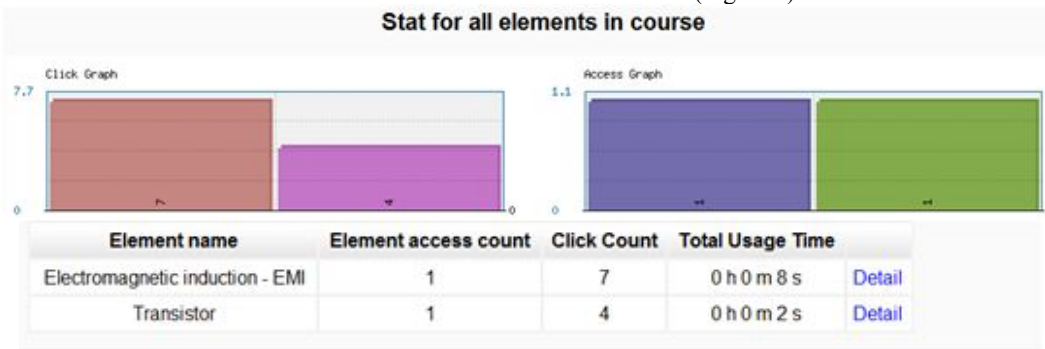 Stat for all elements in course
Click Graph
7.7
0
7
4
0
Access Graph
1.1
0
1
1
Element name Element access count Click Count Total Usage Time
Electromagnetic induction - EMI 1 7 0 h 0 m 8 s Detail
Transistor 1 4 0 h 0 m 2 s Detail